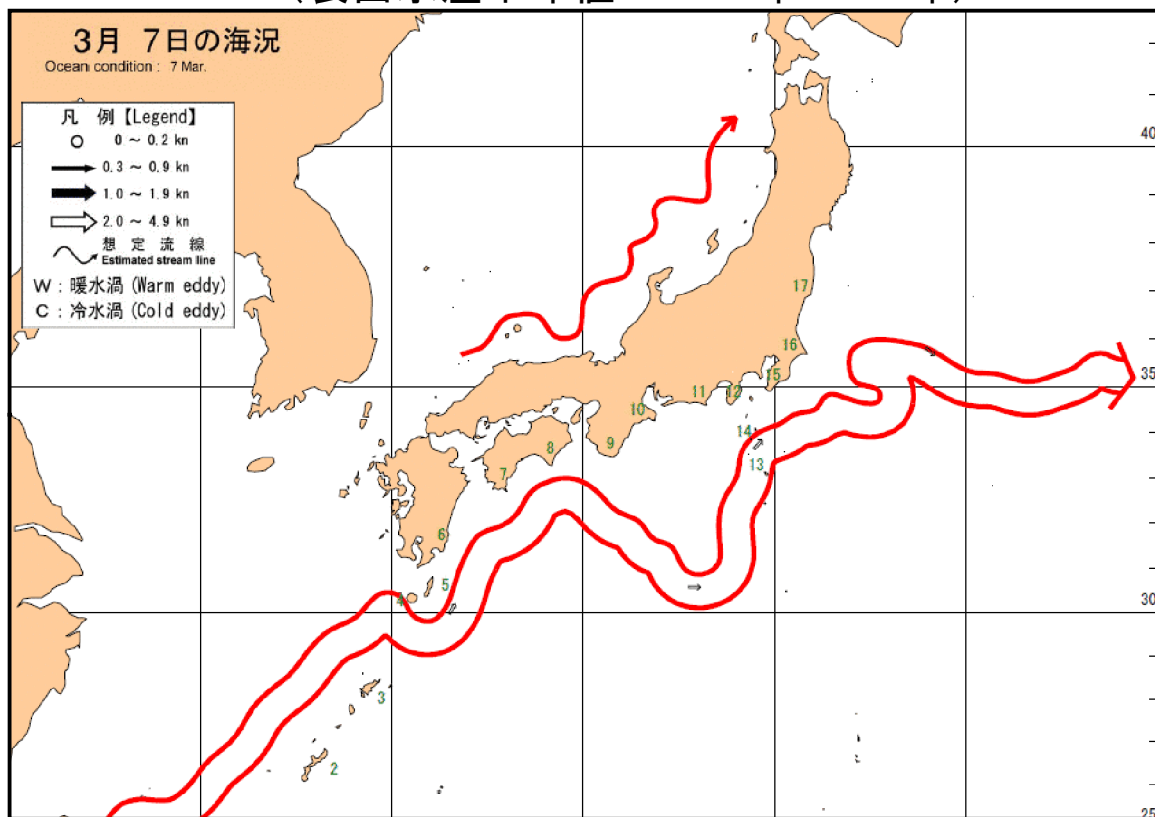 3月 7日の海況
Ocean condition : 7 Mar.
凡 例【Legend】
0 ～ 0.2 kn
0.3 ～ 0.9 kn
1.0 ～ 1.9 kn
2.0 ～ 4.9 kn
想 定 流 線
Estimated stream line
W : 暖水渦 (Warm eddy)
C : 冷水渦 (Cold eddy)
40
17
16
35
15
12
11
10
14
9
8
13
7
6
5
4
30
3
2
25